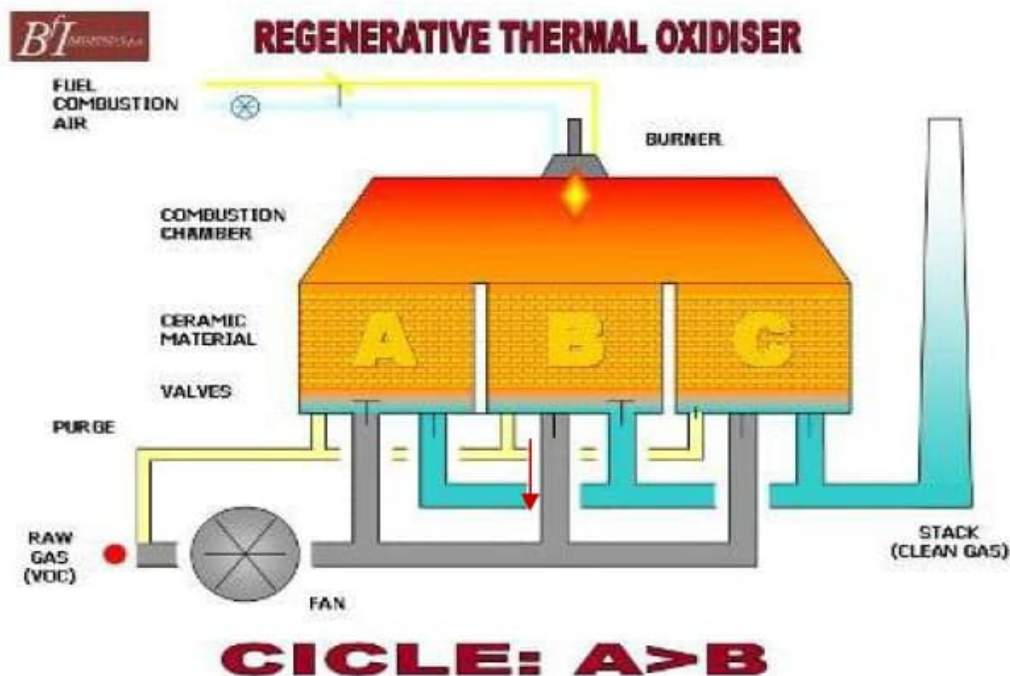 BfT
REGENERATIVE THERMAL OXIDISER
FUEL
COMBUSTION
AIR
BURNER
COMBUSTION
CHAMBER
CERAMIC
MATERIAL
A
B
C
VALVES
PURGE
RAW
GAS
(VOC)
FAN
STACK
(CLEAN GAS)
CICLE: A>B